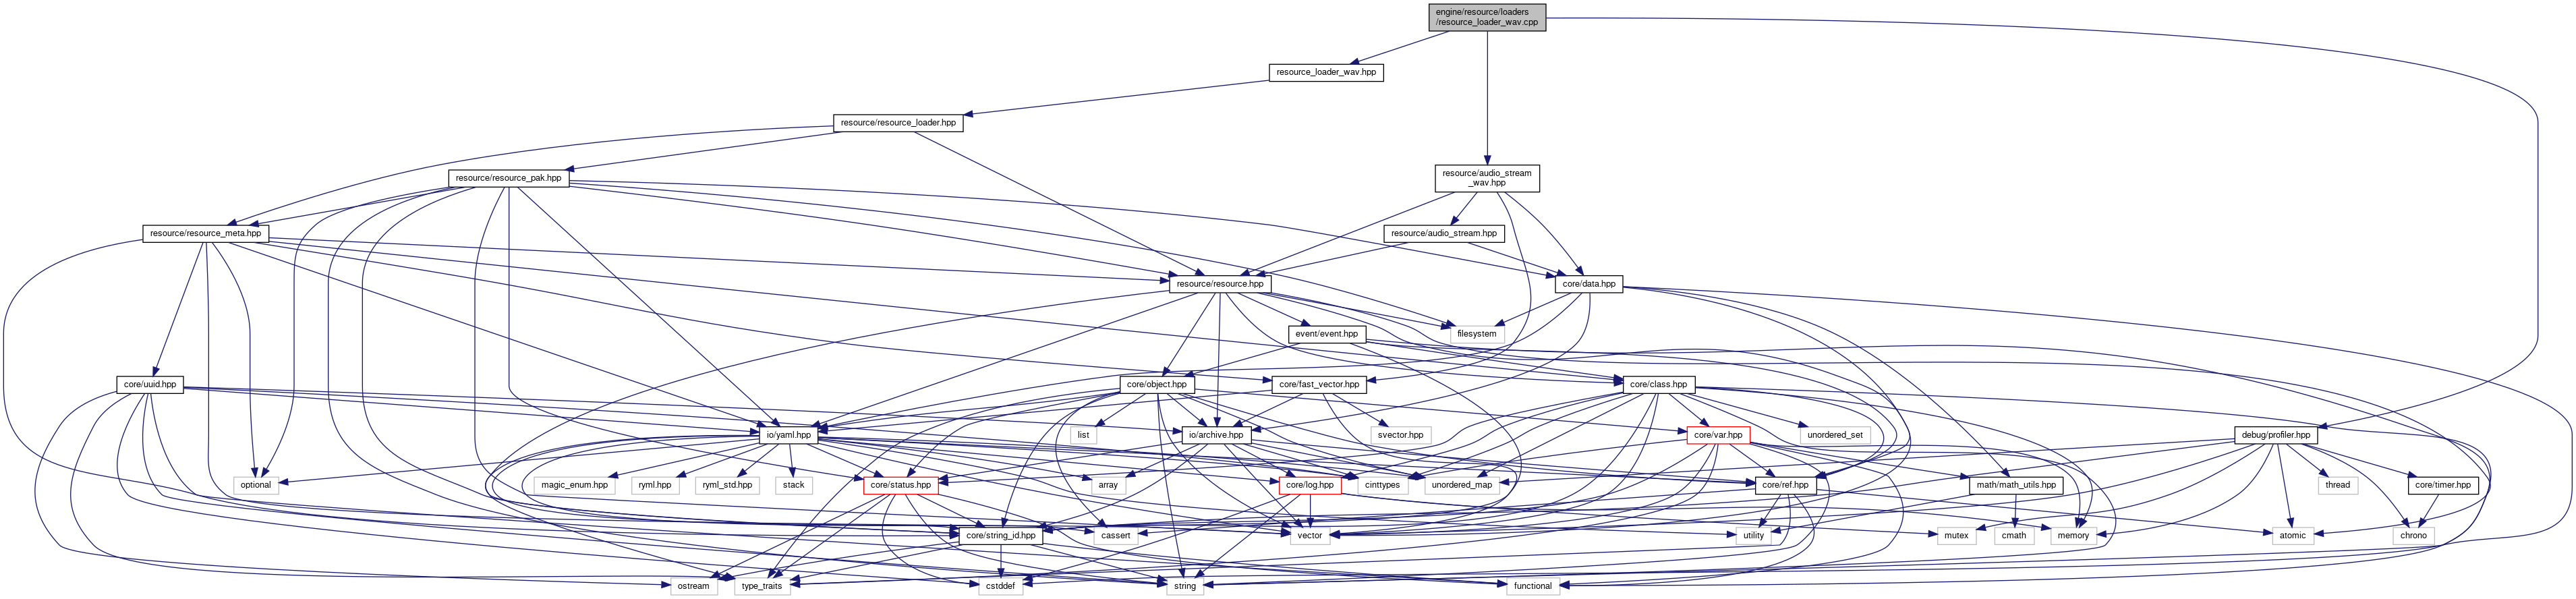 engine/resource/loaders
/resource_loader_wav.cpp
resource_loader_wav.hpp
resource/resource_loader.hpp
resource/resource_pak.hpp
resource/audio_stream
_wav.hpp
resource/resource_meta.hpp
resource/audio_stream.hpp
resource/resource.hpp
core/data.hpp
event/event.hpp
filesystem
core/uuid.hpp
core/object.hpp
core/fast_vector.hpp
core/class.hpp
io/yaml.hpp
list
io/archive.hpp
svector.hpp
core/var.hpp
unordered_set
debug/profiler.hpp
optional
magic_enum.hpp
ryml.hpp
ryml_std.hpp
stack
core/status.hpp
array
core/log.hpp
cinttypes
unordered_map
core/ref.hpp
math/math_utils.hpp
thread
core/timer.hpp
core/string_id.hpp
cassert
vector
utility
mutex
cmath
memory
atomic
chrono
ostream
type_traits
cstddef
string
functional